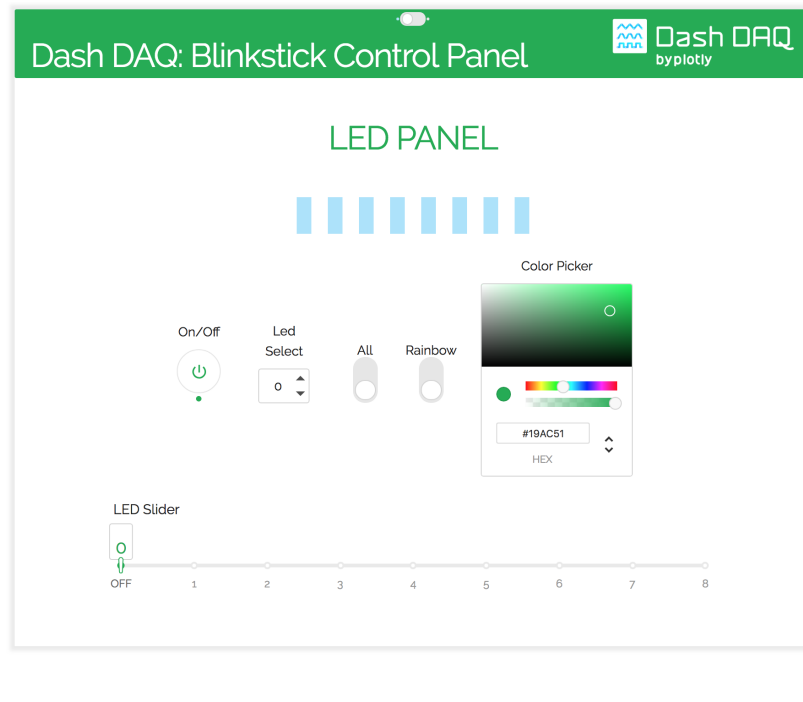 Dash DAQ: Blinkstick Control Panel
Dash DAQ
by plotly
LED PANEL
Color Picker
On/Off
Led
Select
All
Rainbow
0
#19AC51
HEX
LED Slider
0
OFF 1 2 3 4 5 6 7 8